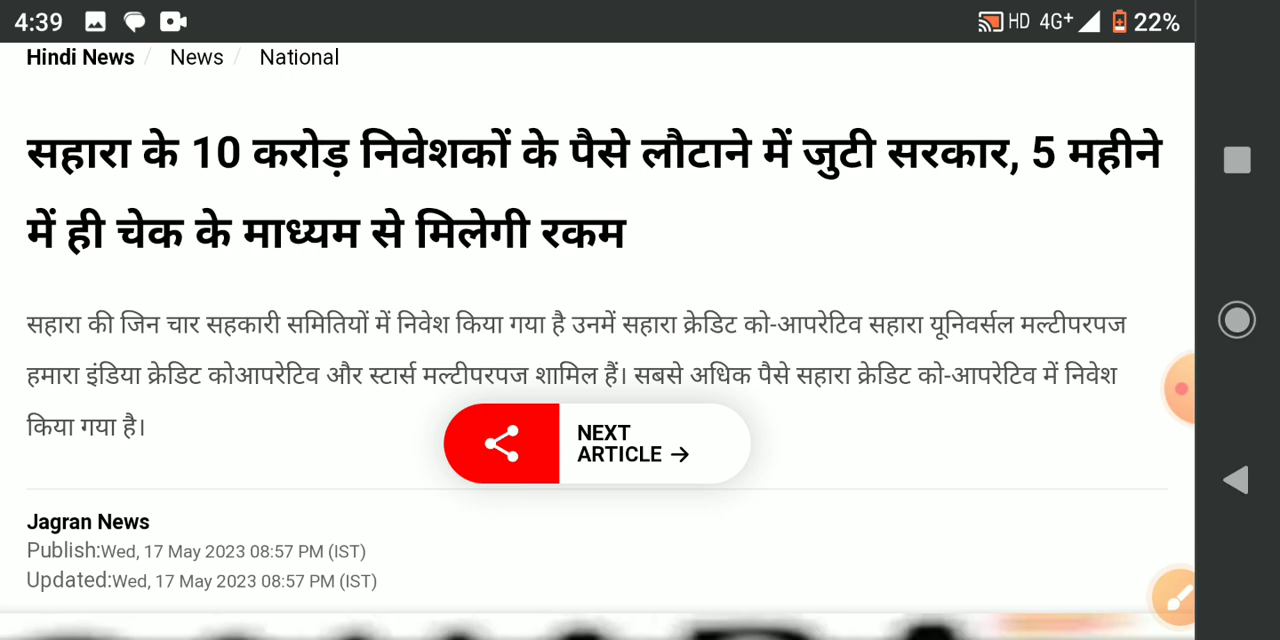 4:39 HD 4G+ 22%
Hindi News / News / National
सहारा के 10 करोड़ निवेशकों के पैसे लौटाने में जुटी सरकार, 5 महीने
में ही चेक के माध्यम से मिलेगी रकम
सहारा की जिन चार सहकारी समितियों में निवेश किया गया है उनमें सहारा क्रेडिट को-आपरेटिव सहारा यूनिवर्सल मल्टीपरपज
हमारा इंडिया क्रेडिट कोआपरेटिव और स्टार्स मल्टीपरपज शामिल हैं। सबसे अधिक पैसे सहारा क्रेडिट को-आपरेटिव में निवेश
किया गया है।
NEXT
ARTICLE →
Jagran News
Publish:Wed, 17 May 2023 08:57 PM (IST)
Updated:Wed, 17 May 2023 08:57 PM (IST)